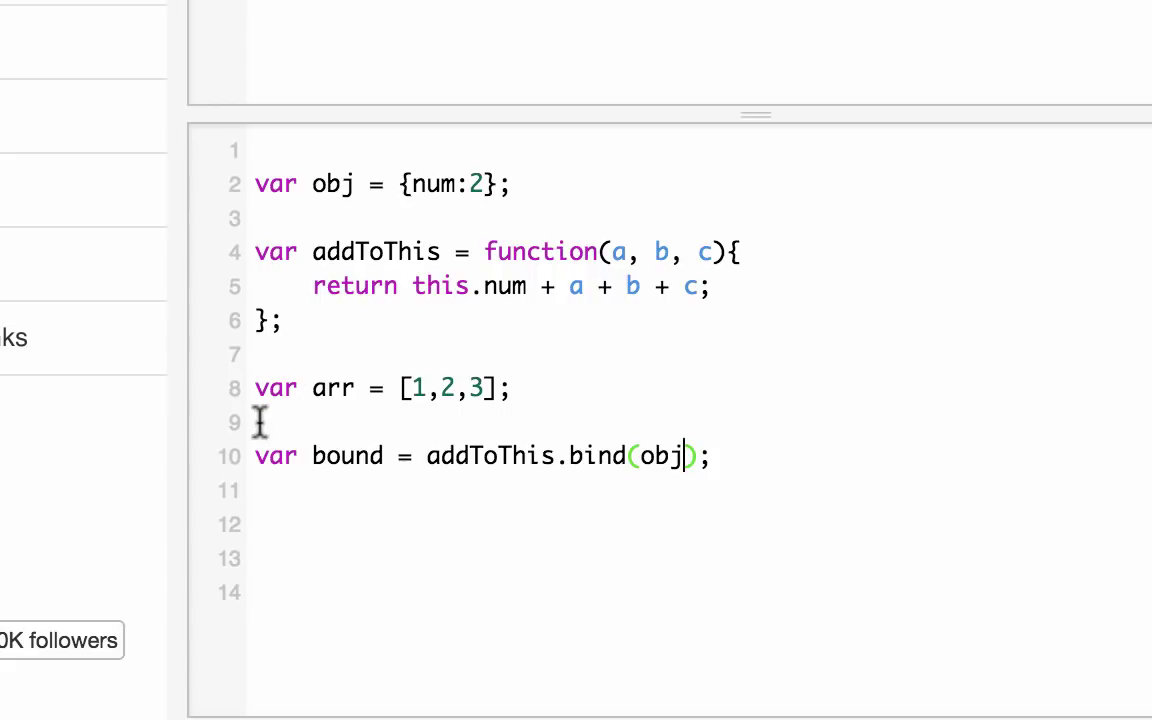 1
2 var obj = {num:2};
3
4 var addToThis = function(a, b, c){
5 return this.num + a + b + c;
6 };
7
8 var arr = [1,2,3];
9
10 var bound = addToThis.bind(obj);
11
12
13
14
ks
0K followers